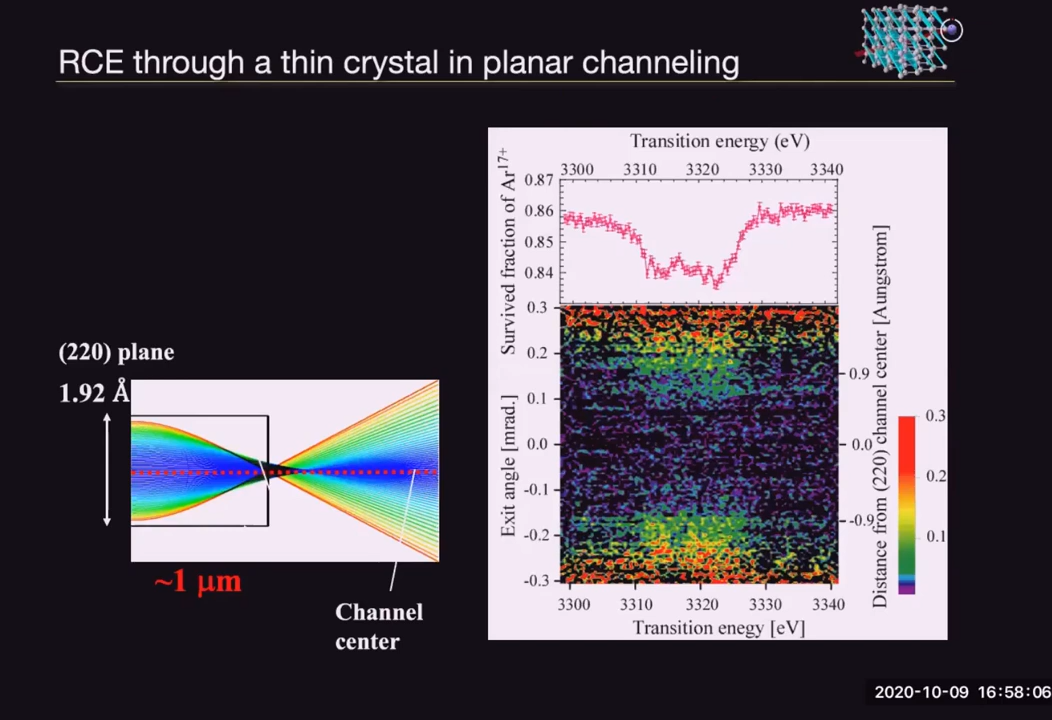 RCE through a thin crystal in planar channeling
(220) plane
1.92 Å
~1 μm
Channel
center
Transition energy (eV)
3300 3310 3320 3330 3340
Survived fraction of Ar17+
0.87
0.86
0.85
0.84
Exit angle [mrad.]
0.3
0.2
0.1
0.0
-0.1
-0.2
-0.3
0.9
0.0
-0.9
Distance from (220) channel center [Aungstrom]
3300 3310 3320 3330 3340
Transition enegy [eV]
0.3
0.2
0.1
2020-10-09 16:58:06